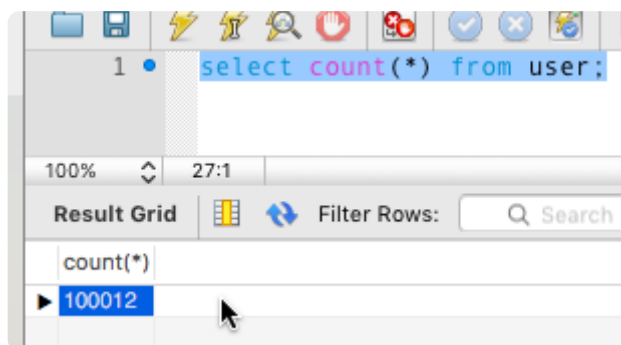 1 select count(*) from user;
100% 27:1
Result Grid Filter Rows: Search
count(*)
100012